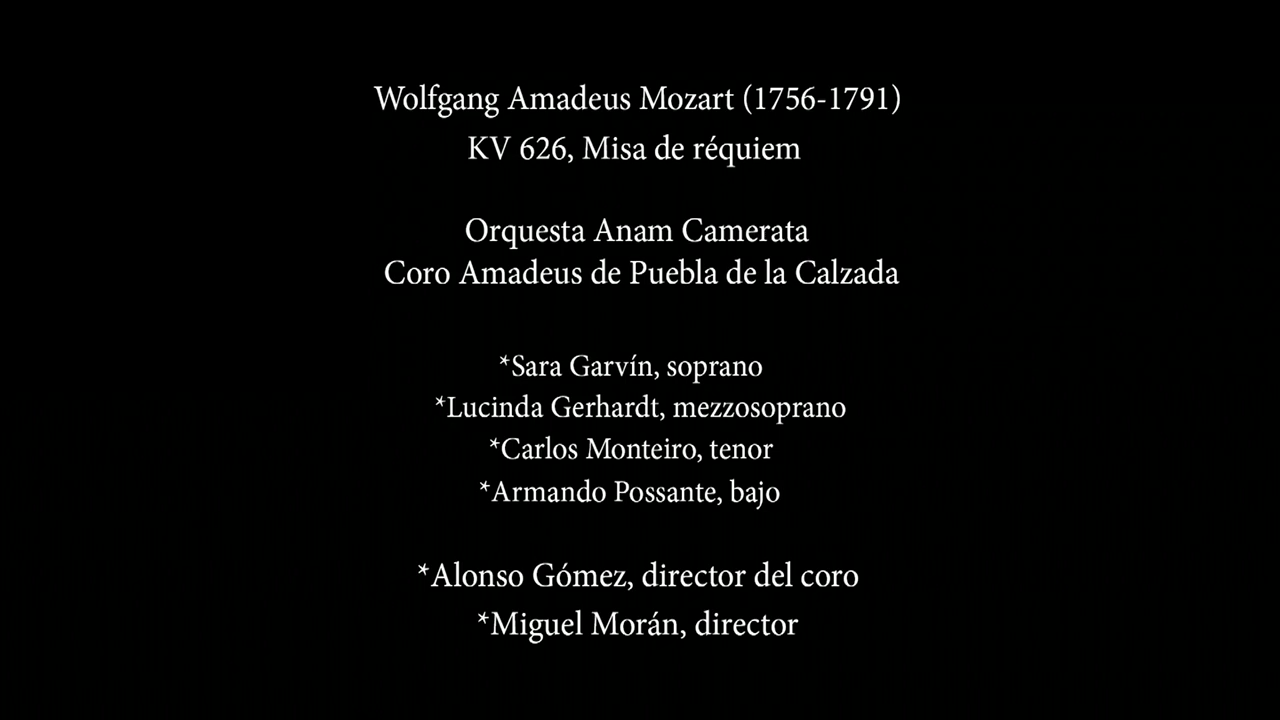 Wolfgang Amadeus Mozart (1756-1791)
KV 626, Misa de réquiem
Orquesta Anam Camerata
Coro Amadeus de Puebla de la Calzada
*Sara Garvín, soprano
*Lucinda Gerhardt, mezzosoprano
*Carlos Monteiro, tenor
*Armando Possante, bajo
*Alonso Gómez, director del coro
*Miguel Morán, director